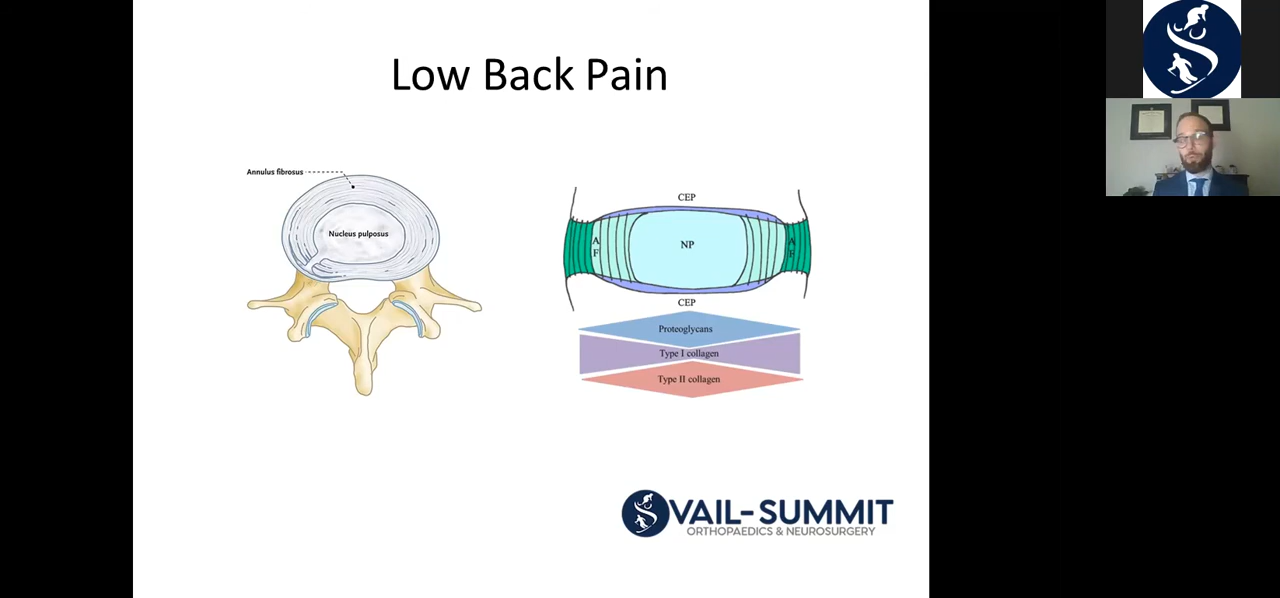 Low Back Pain
Annulus fibrosus
Nucleus pulposus
CEP
A
F
NP
A
F
CEP
Proteoglycans
Type I collagen
Type II collagen
VAIL-SUMMIT
ORTHOPAEDICS & NEUROSURGERY